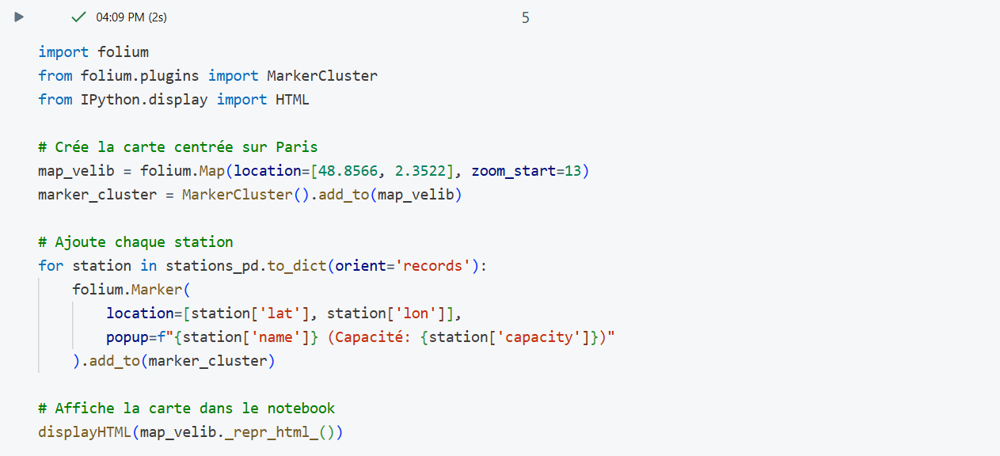 04:09 PM (2s) 5
import folium
from folium.plugins import MarkerCluster
from IPython.display import HTML

# Crée la carte centrée sur Paris
map_velib = folium.Map(location=[48.8566, 2.3522], zoom_start=13)
marker_cluster = MarkerCluster().add_to(map_velib)

# Ajoute chaque station
for station in stations_pd.to_dict(orient='records'):
    folium.Marker(
        location=[station['lat'], station['lon']],
        popup=f"{station['name']} (Capacité: {station['capacity']})"
    ).add_to(marker_cluster)

# Affiche la carte dans le notebook
displayHTML(map_velib._repr_html_())